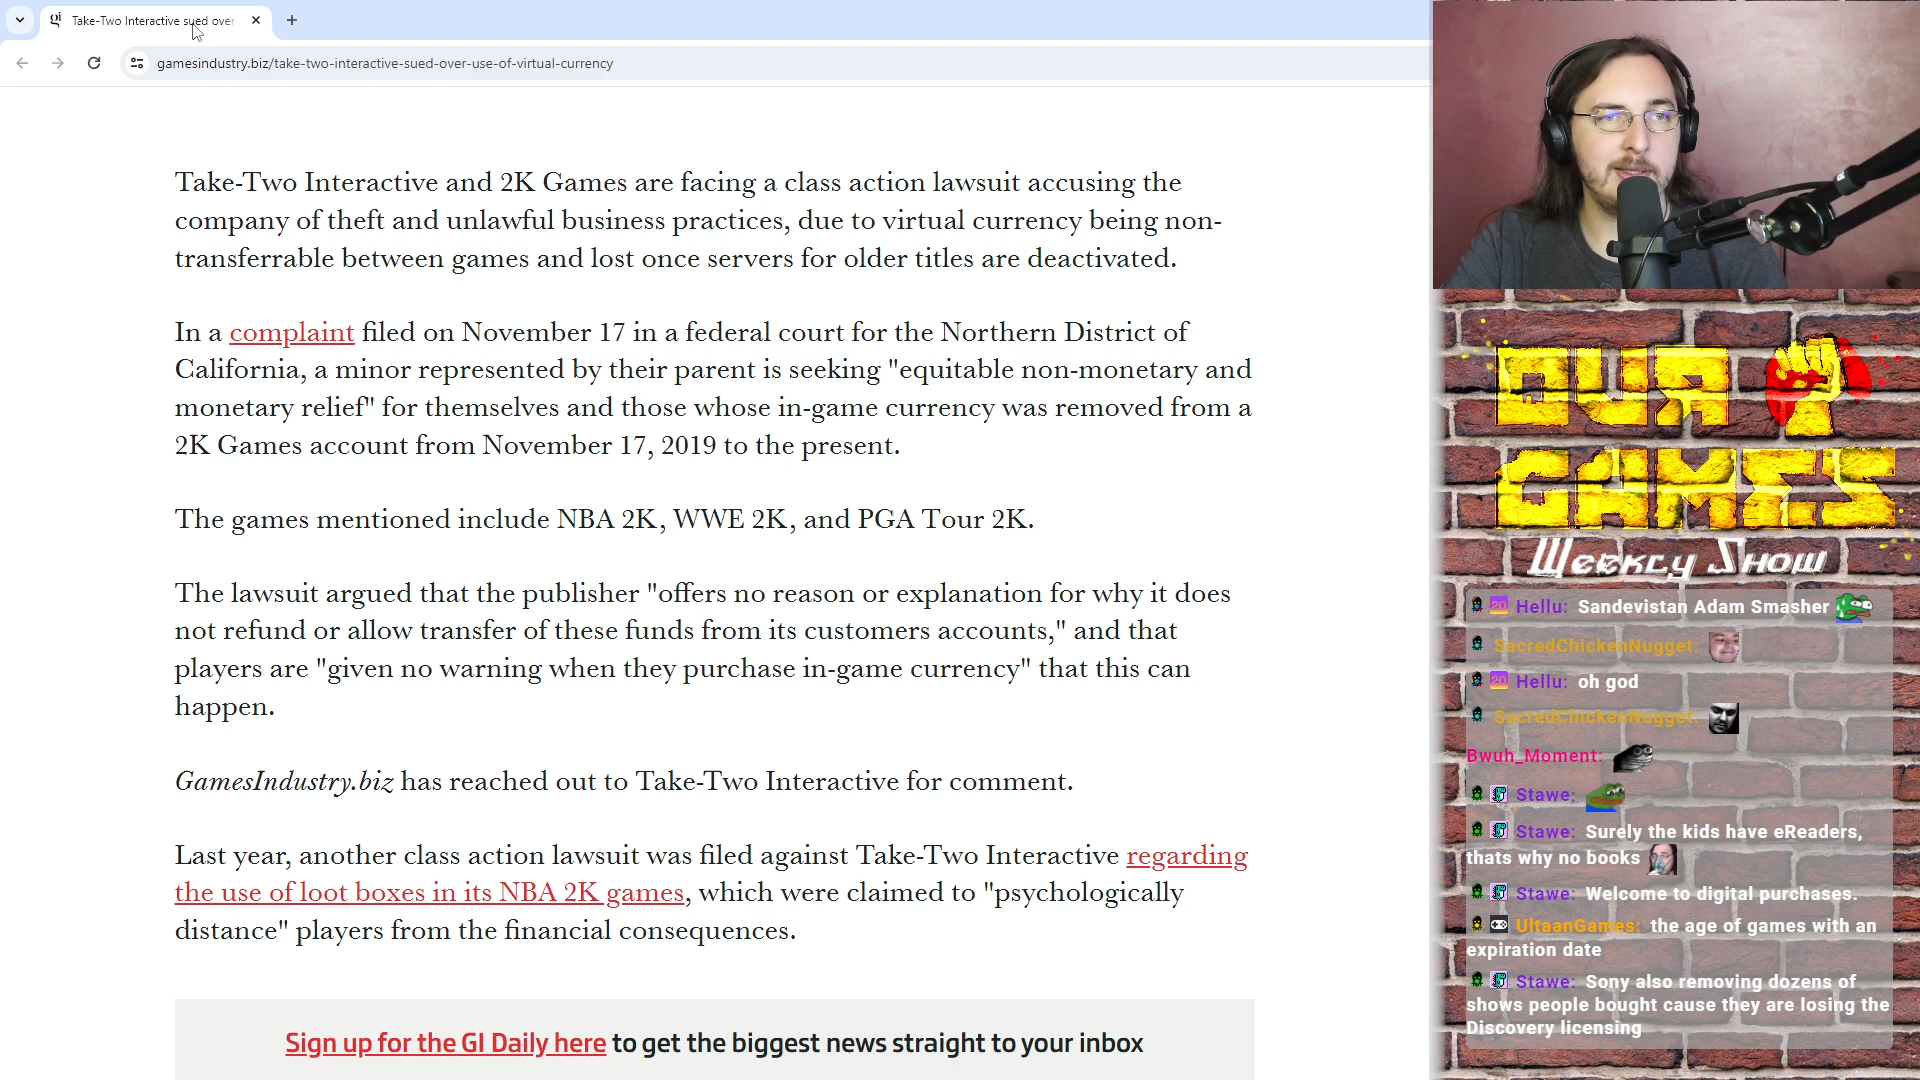 Take-Two Interactive sued over
gamesindustry.biz/take-two-interactive-sued-over-use-of-virtual-currency
Take-Two Interactive and 2K Games are facing a class action lawsuit accusing the
company of theft and unlawful business practices, due to virtual currency being non-
transferrable between games and lost once servers for older titles are deactivated.
In a complaint filed on November 17 in a federal court for the Northern District of
California, a minor represented by their parent is seeking "equitable non-monetary and
monetary relief" for themselves and those whose in-game currency was removed from a
2K Games account from November 17, 2019 to the present.
The games mentioned include NBA 2K, WWE 2K, and PGA Tour 2K.
The lawsuit argued that the publisher "offers no reason or explanation for why it does
not refund or allow transfer of these funds from its customers accounts," and that
players are "given no warning when they purchase in-game currency" that this can
happen.
GamesIndustry.biz has reached out to Take-Two Interactive for comment.
Last year, another class action lawsuit was filed against Take-Two Interactive regarding
the use of loot boxes in its NBA 2K games, which were claimed to "psychologically
distance" players from the financial consequences.
Sign up for the GI Daily here to get the biggest news straight to your inbox
OUR
GAMES
Weekly Show
Hellu: Sandevistan Adam Smasher
SacredChickenNugget:
Hellu: oh god
SacredChickenNugget:
Bwuh_Moment:
Stawe:
Stawe: Surely the kids have eReaders,
thats why no books
Stawe: Welcome to digital purchases.
UltaanGames: the age of games with an
expiration date
Stawe: Sony also removing dozens of
shows people bought cause they are losing the
Discovery licensing